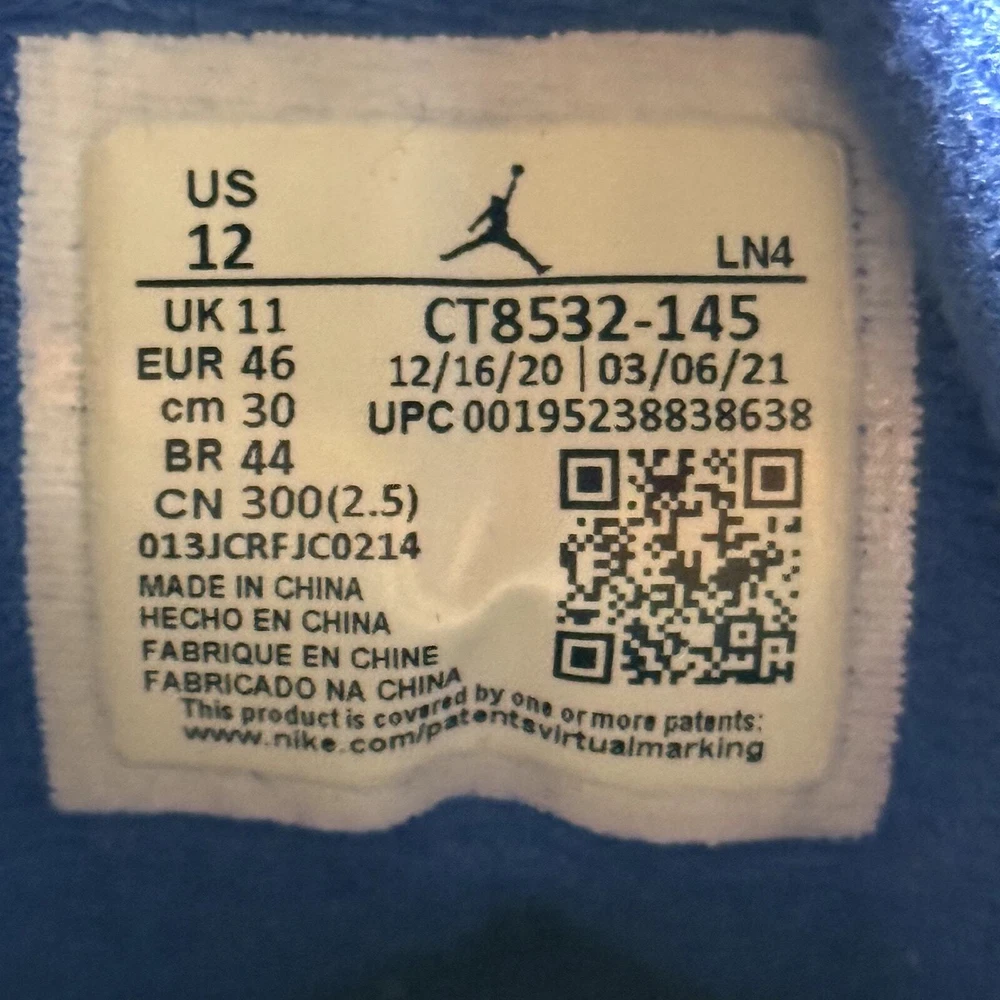 US
12
LN4
UK 11
CT8532-145
EUR 46
12/16/20 | 03/06/21
cm 30
UPC 00195238838638
BR 44
CN 300(2.5)
013JCRFJC0214
MADE IN CHINA
HECHO EN CHINA
FABRIQUE EN CHINE
FABRICADO NA CHINA
This product is covered by one or more patents:
www.nike.com/patentsvirtualmarking